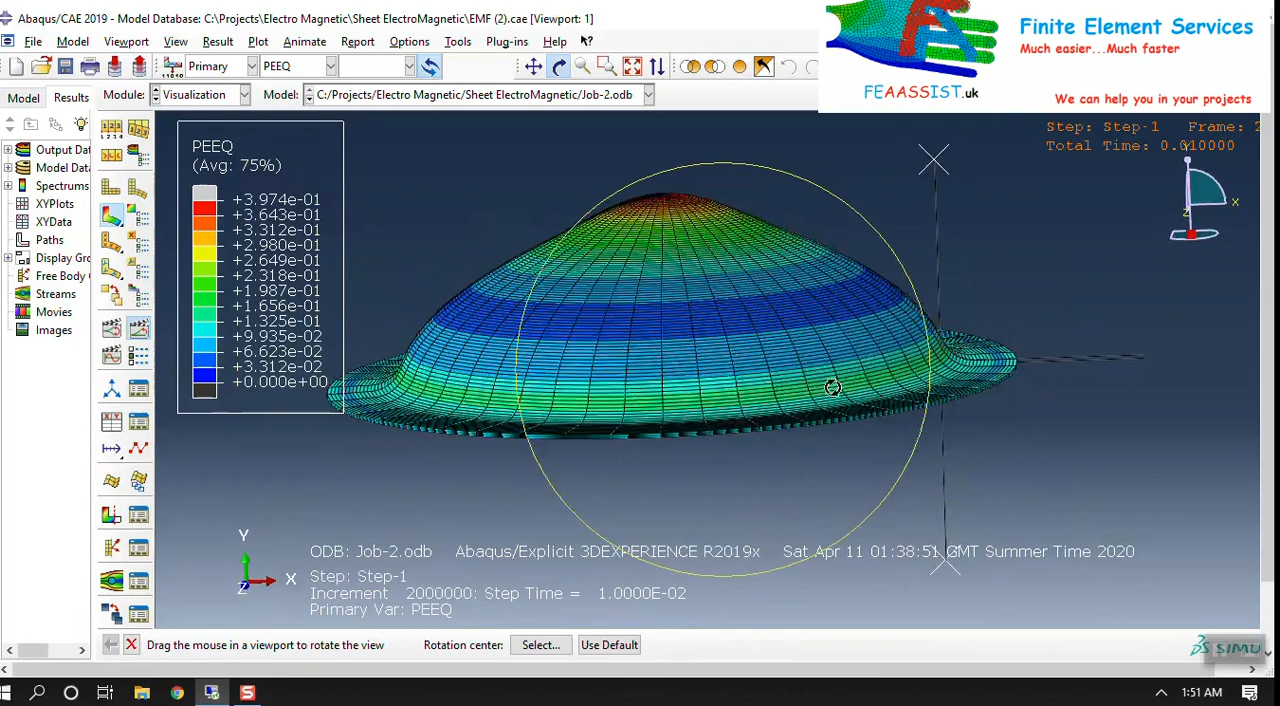 Abaqus/CAE 2019 - Model Database: C:\Projects\Electro Magnetic\Sheet ElectroMagnetic\EMF (2).cae [Viewport: 1]
File Model Viewport View Result Plot Animate Report Options Tools Plug-ins Help
Primary PEEQ
Model Results Module: Visualization Model: C:/Projects/Electro Magnetic/Sheet ElectroMagnetic/Job-2.odb
Finite Element Services
Much easier...Much faster
FEAASSIST.uk
We can help you in your projects
Output Dat
Model Data
Spectrums
XYPlots
XYData
Paths
Display Gro
Free Body
Streams
Movies
Images
PEEQ
(Avg: 75%)
+3.974e-01
+3.643e-01
+3.312e-01
+2.980e-01
+2.649e-01
+2.318e-01
+1.987e-01
+1.656e-01
+1.325e-01
+9.935e-02
+6.623e-02
+3.312e-02
+0.000e+00
Step: Step-1 Frame: 2
Total Time: 0.010000
Y
X
Z
Y
X
Z
ODB: Job-2.odb Abaqus/Explicit 3DEXPERIENCE R2019x Sat Apr 11 01:38:51 GMT Summer Time 2020
Step: Step-1
Increment 2000000: Step Time = 1.0000E-02
Primary Var: PEEQ
Drag the mouse in a viewport to rotate the view Rotation center: Select... Use Default
SIMU
1:51 AM